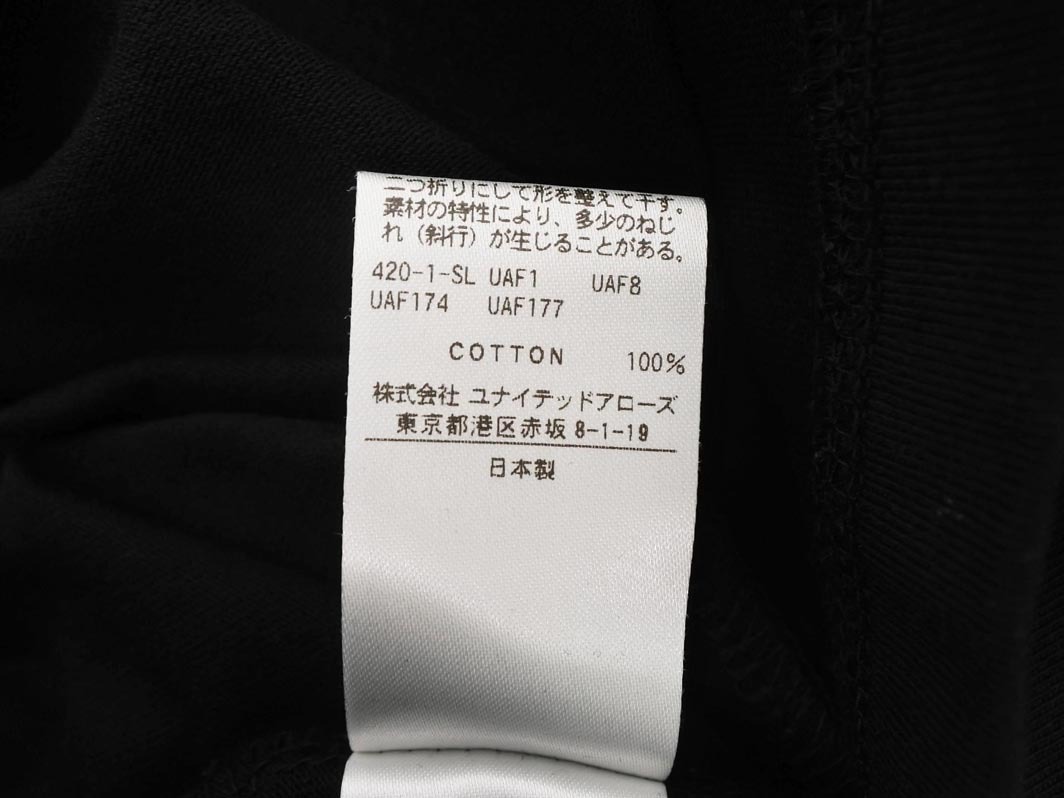 二つ折りにして形を整えて干す。
素材の特性により、多少のねじ
れ（斜行）が生じることがある。
420-1-SL UAF1 UAF8
UAF174 UAF177
COTTON 100%
株式会社 ユナイテッドアローズ
東京都港区赤坂 8-1-19
日本製